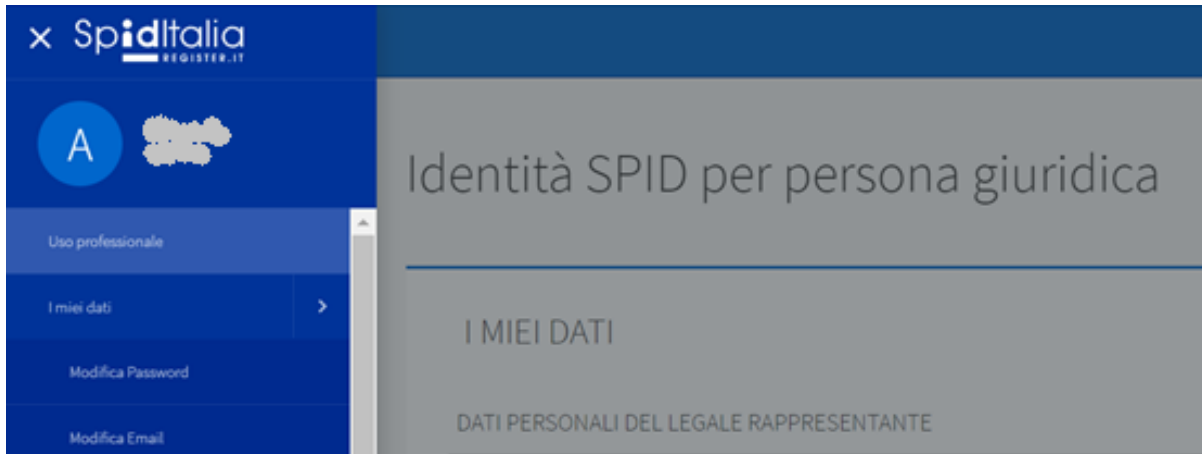 × SpidItalia
REGISTER.IT
A
Uso professionale
I miei dati >
Modifica Password
Modifica Email
Identità SPID per persona giuridica
I MIEI DATI
DATI PERSONALI DEL LEGALE RAPPRESENTANTE